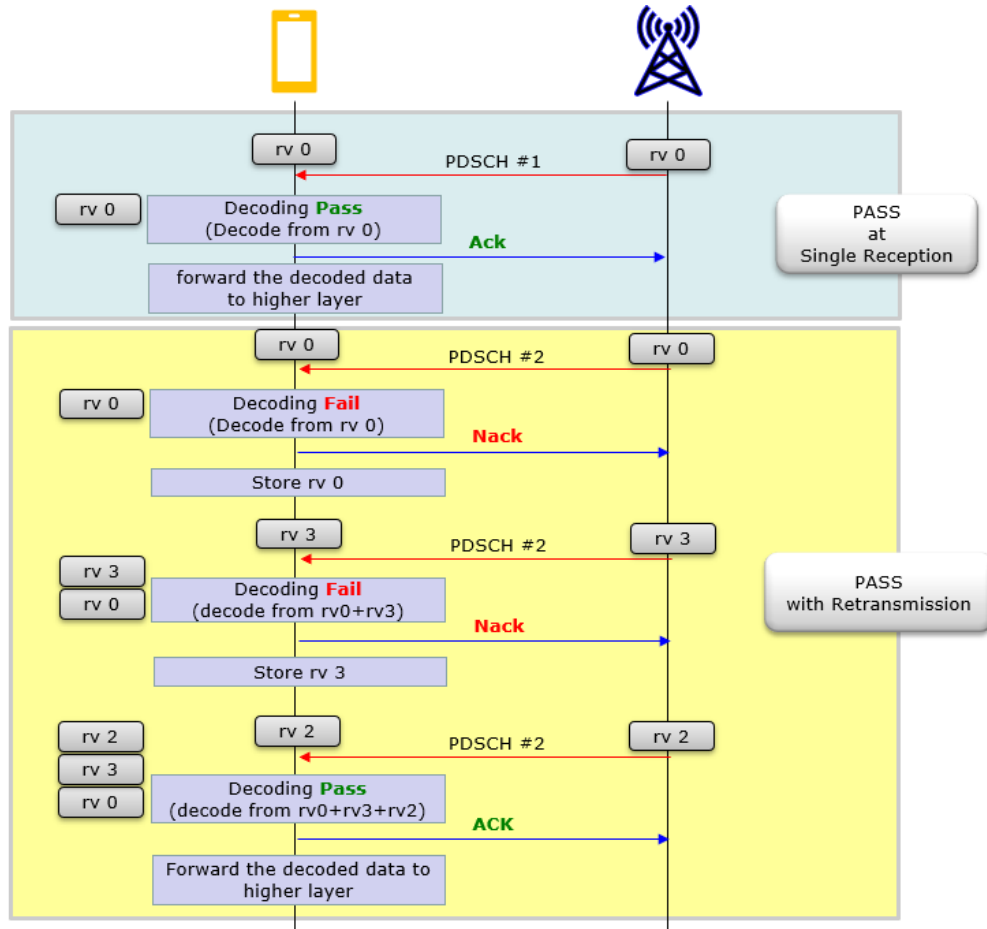 rv 0
rv 0
PDSCH #1
rv 0
Decoding Pass
(Decode from rv 0)
Ack
PASS
at
Single Reception
forward the decoded data
to higher layer
rv 0
rv 0
PDSCH #2
rv 0
Decoding Fail
(Decode from rv 0)
Nack
Store rv 0
rv 3
rv 3
PDSCH #2
rv 3
rv 0
Decoding Fail
(decode from rv0+rv3)
Nack
PASS
with Retransmission
Store rv 3
rv 2
rv 2
PDSCH #2
rv 2
rv 3
rv 0
Decoding Pass
(decode from rv0+rv3+rv2)
ACK
Forward the decoded data to
higher layer